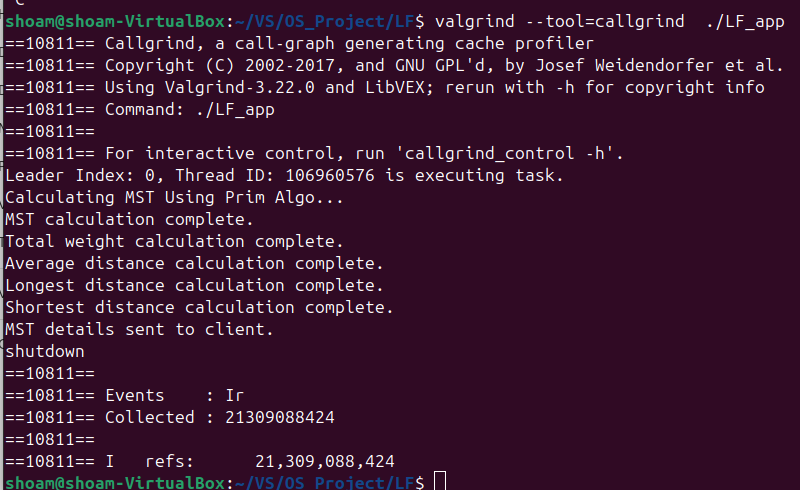 C
shoam@shoam-VirtualBox:~/VS/OS_Project/LF$ valgrind --tool=callgrind  ./LF_app
==10811== Callgrind, a call-graph generating cache profiler
==10811== Copyright (C) 2002-2017, and GNU GPL'd, by Josef Weidendorfer et al.
==10811== Using Valgrind-3.22.0 and LibVEX; rerun with -h for copyright info
==10811== Command: ./LF_app
==10811==
==10811== For interactive control, run 'callgrind_control -h'.
Leader Index: 0, Thread ID: 106960576 is executing task.
Calculating MST Using Prim Algo...
MST calculation complete.
Total weight calculation complete.
Average distance calculation complete.
Longest distance calculation complete.
Shortest distance calculation complete.
MST details sent to client.
shutdown
==10811==
==10811== Events    : Ir
==10811== Collected : 21309088424
==10811==
==10811== I   refs:      21,309,088,424
shoam@shoam-VirtualBox:~/VS/OS_Project/LF$